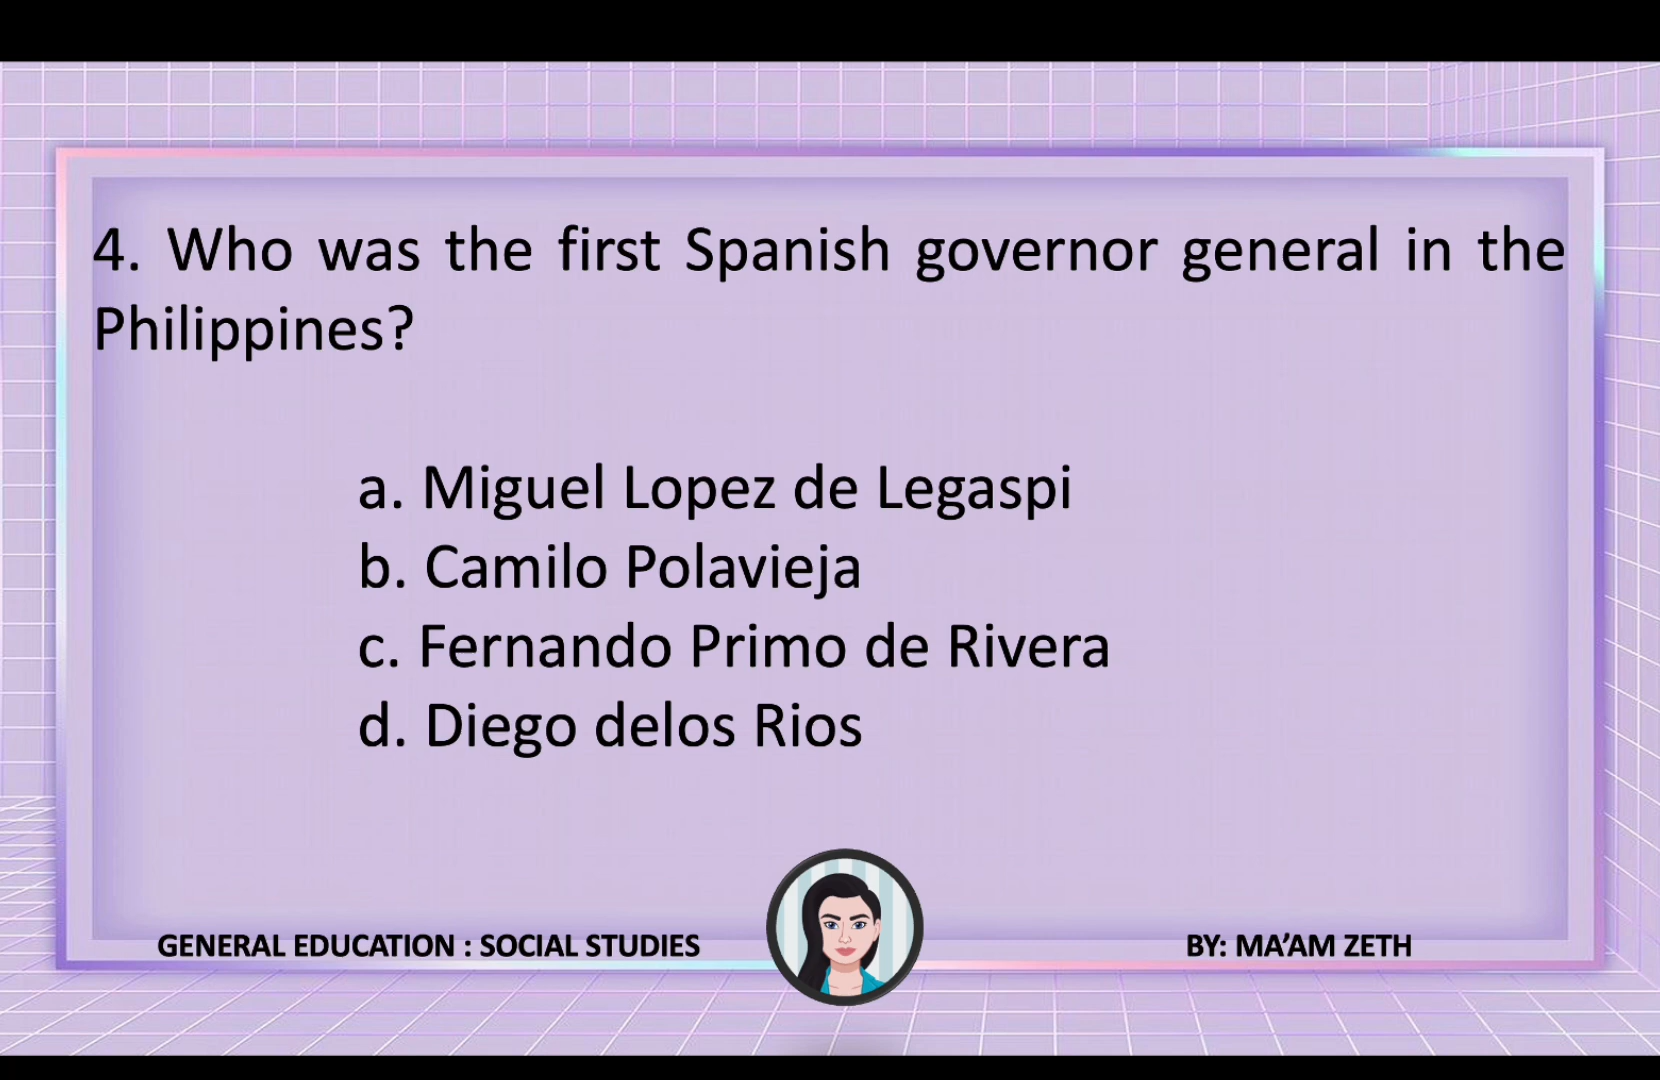 4. Who was the first Spanish governor general in the
Philippines?
a. Miguel Lopez de Legaspi
b. Camilo Polavieja
c. Fernando Primo de Rivera
d. Diego delos Rios
GENERAL EDUCATION : SOCIAL STUDIES
BY: MA’AM ZETH